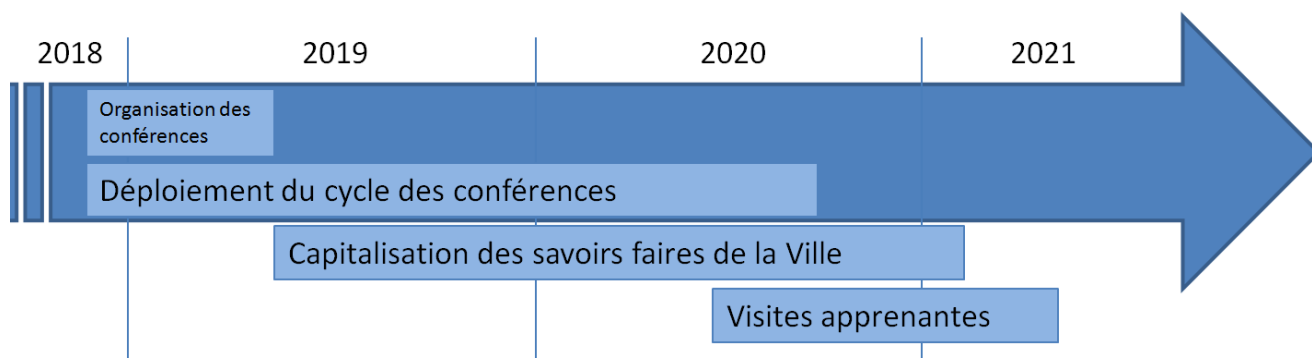 2018 2019 2020 2021
Organisation des
conférences
Déploiement du cycle des conférences
Capitalisation des savoirs faires de la Ville
Visites apprenantes